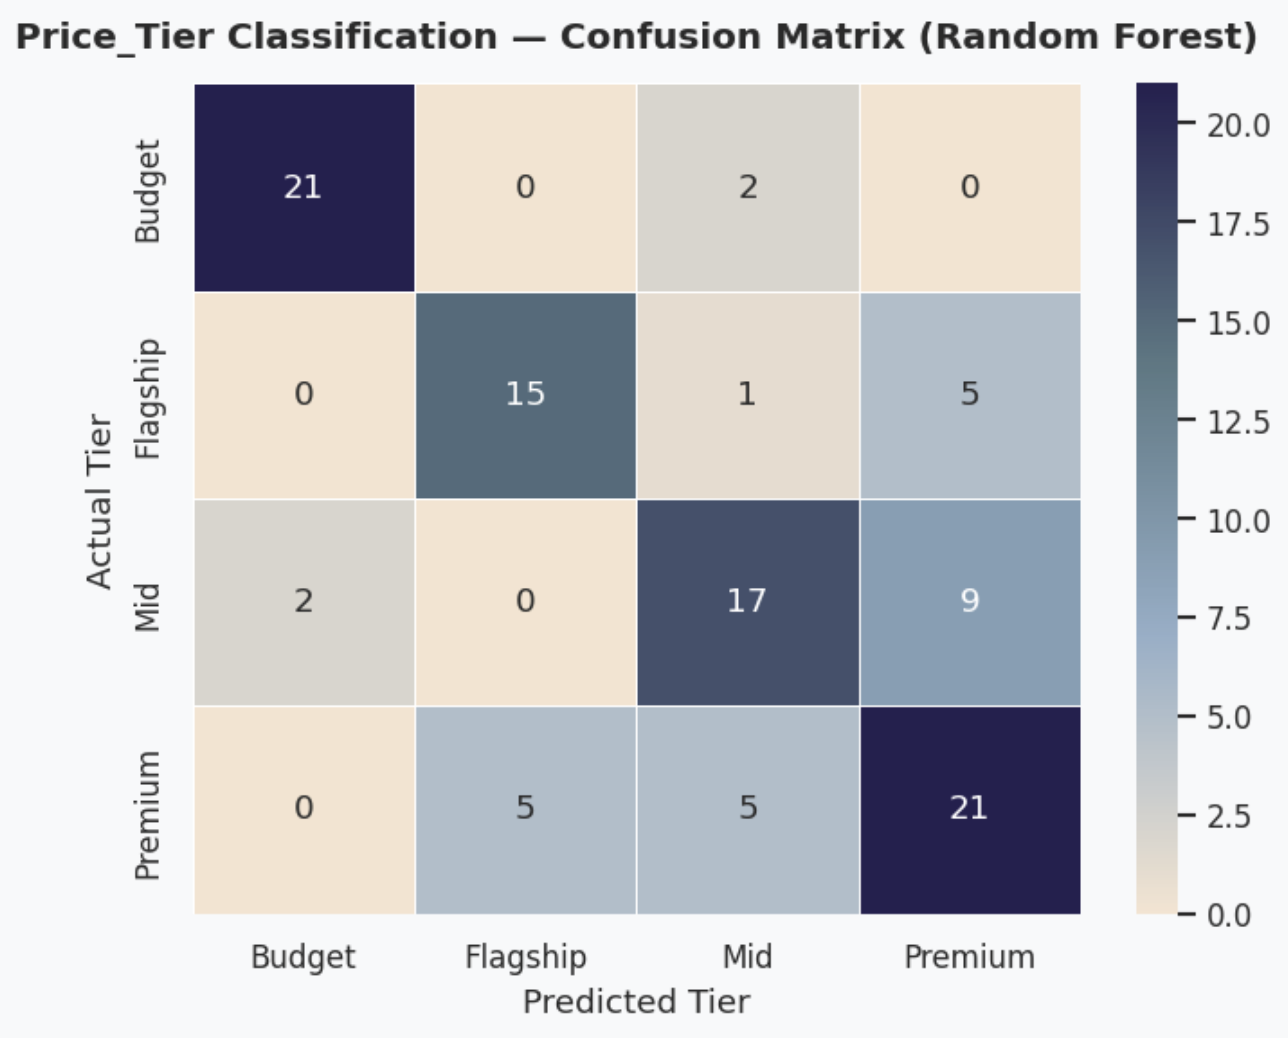 Price_Tier Classification — Confusion Matrix (Random Forest)
Actual Tier
Budget
21 0 2 0
Flagship
0 15 1 5
Mid
2 0 17 9
Premium
0 5 5 21
Budget Flagship Mid Premium
Predicted Tier
20.0
17.5
15.0
12.5
10.0
7.5
5.0
2.5
0.0